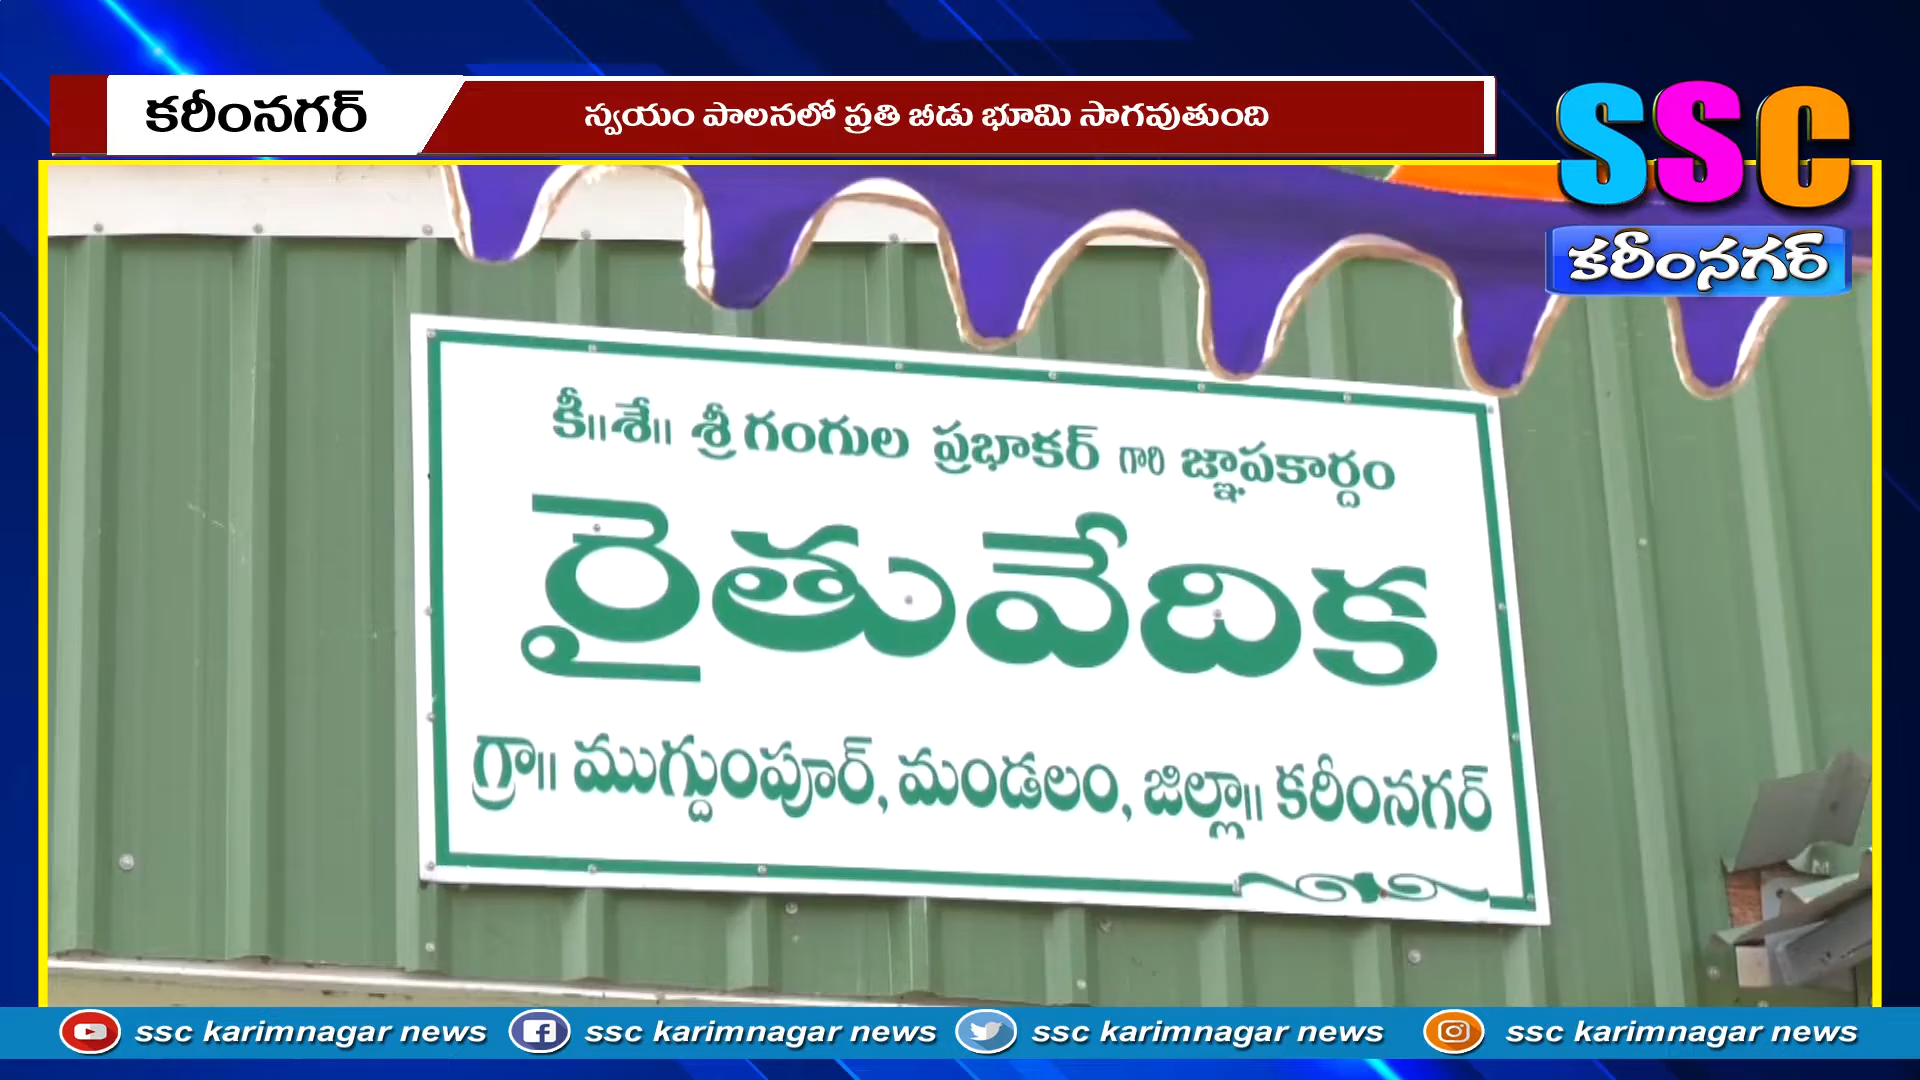 కరీంనగర్
స్వయం పాలనలో ప్రతి బీడు భూమి సాగవుతుంది
SSC
కరీంనగర్
కీ॥శే॥ శ్రీ గంగుల ప్రభాకర్ గారి జ్ఞాపకార్దం
రైతువేదిక
గ్రా॥ ముగ్దుంపూర్, మండలం, జిల్లా॥ కరీంనగర్
ssc karimnagar news ssc karimnagar news ssc karimnagar news ssc karimnagar news